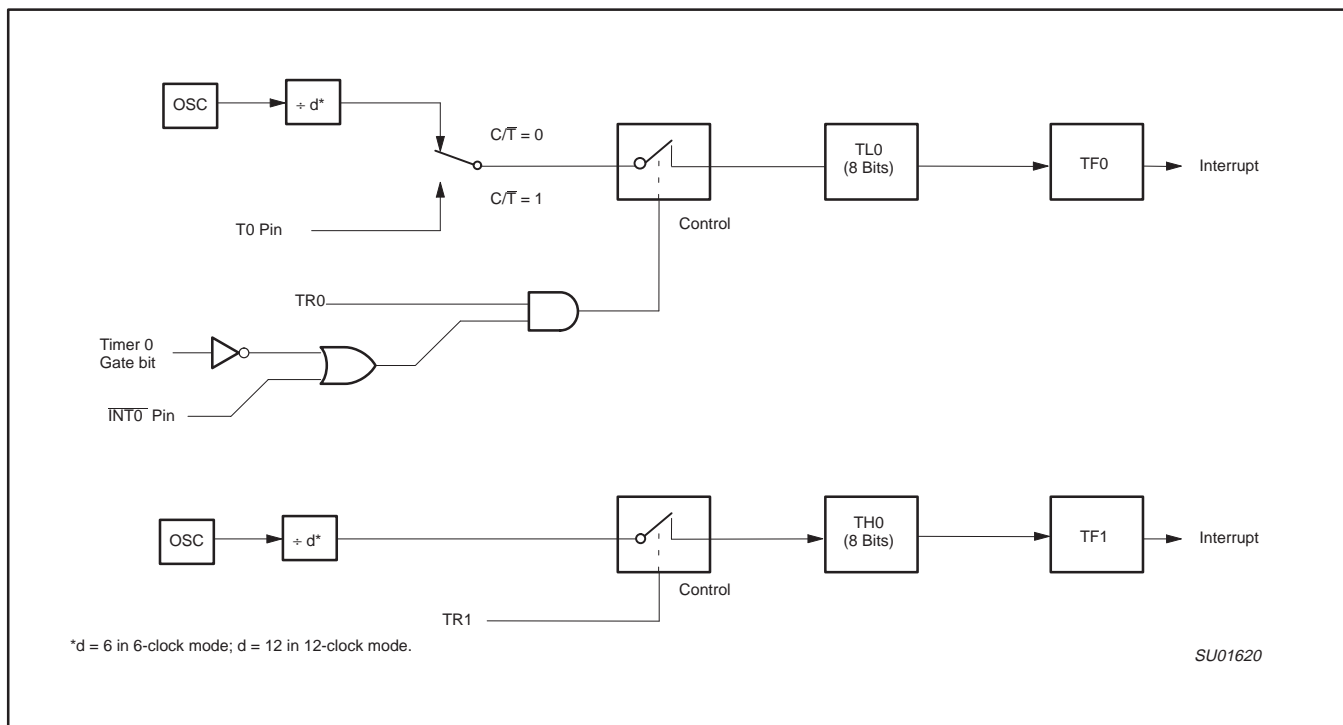 OSC
÷ d*
C/T̅ = 0
C/T̅ = 1
T0 Pin
Control
TL0
(8 Bits)
TF0
Interrupt
TR0
Timer 0
Gate bit
I̅N̅T̅0̅ Pin
OSC
÷ d*
Control
TH0
(8 Bits)
TF1
Interrupt
TR1
*d = 6 in 6-clock mode; d = 12 in 12-clock mode.
SU01620